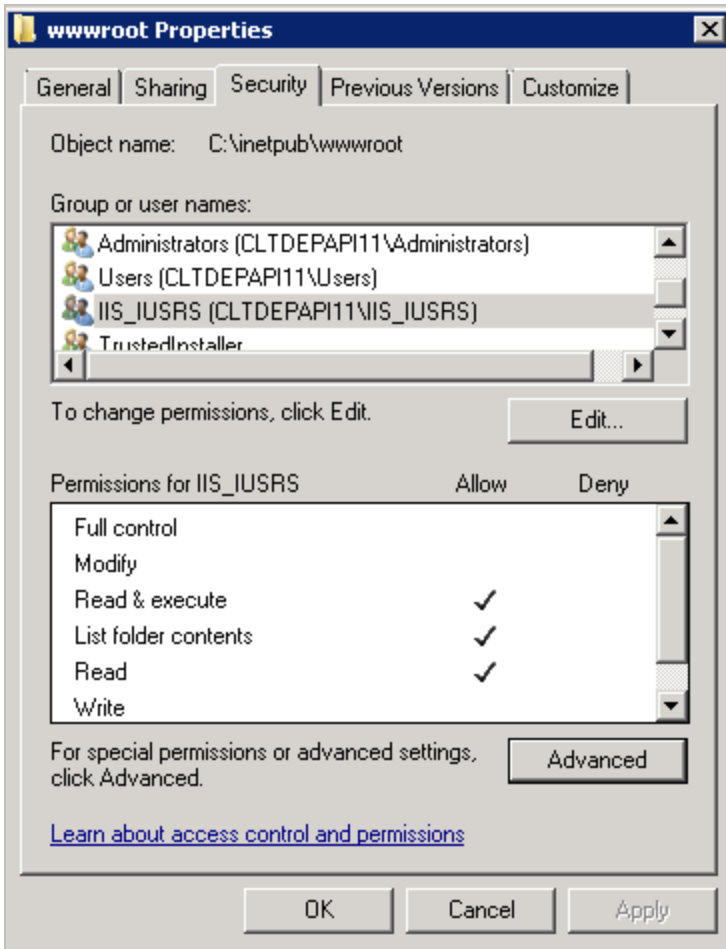 wwwroot Properties
General Sharing Security Previous Versions Customize
Object name: C:\inetpub\wwwroot
Group or user names:
Administrators (CLTDEPAPI11\Administrators)
Users (CLTDEPAPI11\Users)
IIS_IUSRS (CLTDEPAPI11\IIS_IUSRS)
TrustedInstaller
To change permissions, click Edit.
Edit...
Permissions for IIS_IUSRS Allow Deny
Full control
Modify
Read & execute
List folder contents
Read
Write
For special permissions or advanced settings,
click Advanced.
Advanced
Learn about access control and permissions
OK Cancel Apply